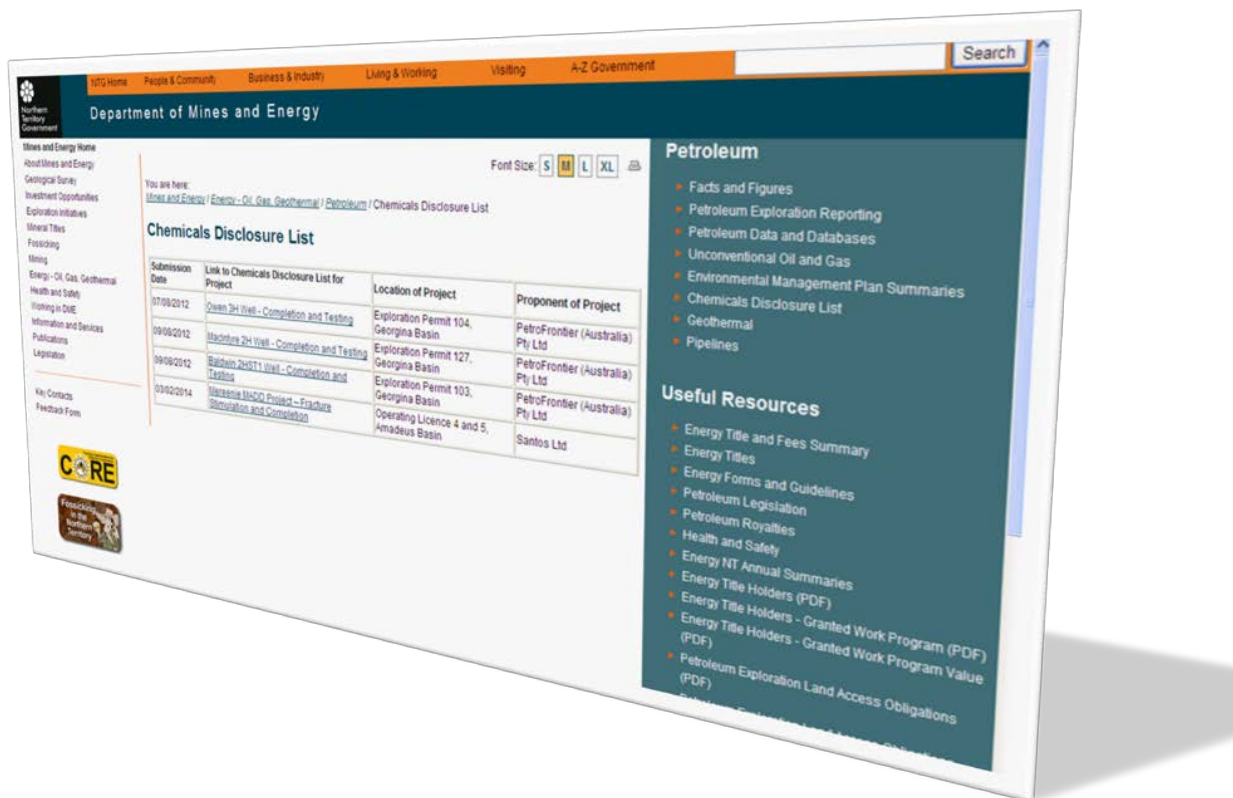 NTG Home People & Community Business & Industry Living & Working Visiting A-Z Government Search
Northern
Territory
Government
Department of Mines and Energy
Mines and Energy Home
About Mines and Energy
Geological Survey
Investment Opportunities
Exploration Initiatives
Mineral Titles
Fossicking
Mining
Energy - Oil, Gas, Geothermal
Health and Safety
Working in DME
Information and Services
Publications
Legislation
Key Contacts
Feedback Form
CORE
Fossicking
in the
Northern
Territory
Font Size: S M L XL
You are here:
Mines and Energy / Energy - Oil, Gas, Geothermal / Petroleum / Chemicals Disclosure List
Chemicals Disclosure List
Submission
Date
Link to Chemicals Disclosure List for
Project
Location of Project
Proponent of Project
07/08/2012
Owen 3H Well - Completion and Testing
Exploration Permit 104,
Georgina Basin
PetroFrontier (Australia)
Pty Ltd
09/08/2012
MacIntyre 2H Well - Completion and Testing
Exploration Permit 127,
Georgina Basin
PetroFrontier (Australia)
Pty Ltd
09/08/2012
Baldwin 2HST1 Well - Completion and
Testing
Exploration Permit 103,
Georgina Basin
PetroFrontier (Australia)
Pty Ltd
03/02/2014
Mereenie MADD Project – Fracture
Stimulation and Completion
Operating Licence 4 and 5,
Amadeus Basin
Santos Ltd
Petroleum
Facts and Figures
Petroleum Exploration Reporting
Petroleum Data and Databases
Unconventional Oil and Gas
Environmental Management Plan Summaries
Chemicals Disclosure List
Geothermal
Pipelines
Useful Resources
Energy Title and Fees Summary
Energy Titles
Energy Forms and Guidelines
Petroleum Legislation
Petroleum Royalties
Health and Safety
Energy NT Annual Summaries
Energy Title Holders (PDF)
Energy Title Holders - Granted Work Program (PDF)
Energy Title Holders - Granted Work Program Value
(PDF)
Petroleum Exploration Land Access Obligations
(PDF)